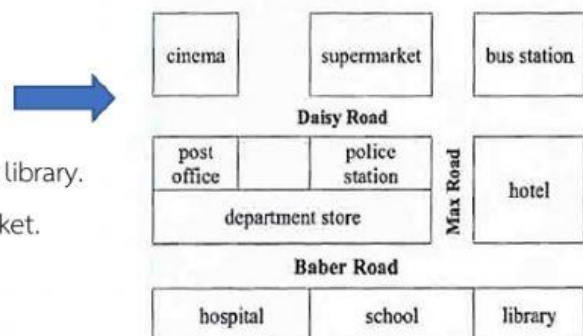 cinema
supermarket
bus station
Daisy Road
post
office
police
station
library.
Max Road
hotel
ket.
department store
Baber Road
hospital
school
library